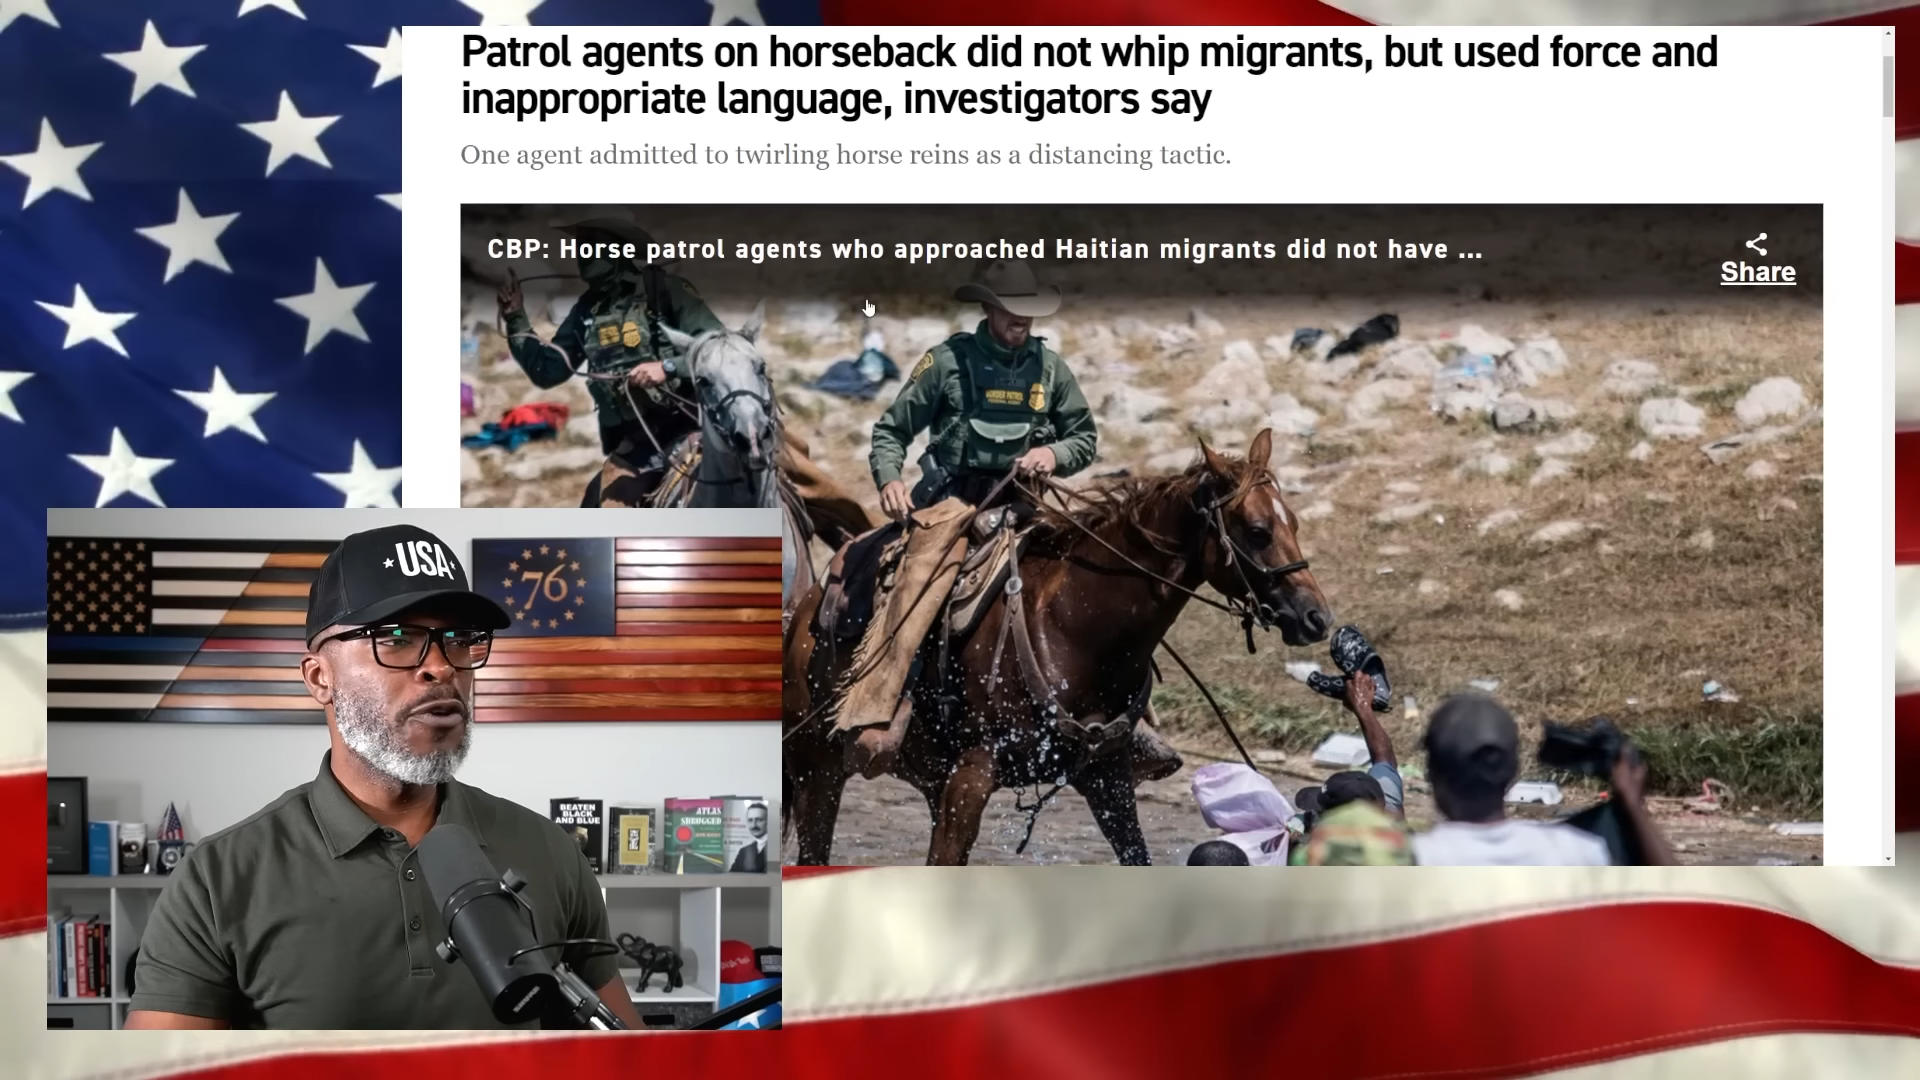 Patrol agents on horseback did not whip migrants, but used force and
inappropriate language, investigators say
One agent admitted to twirling horse reins as a distancing tactic.
CBP: Horse patrol agents who approached Haitian migrants did not have ...
Share
BORDER PATROL
USA
76
BEATEN
BLACK
AND BLUE
ATLAS
SHRUGGED